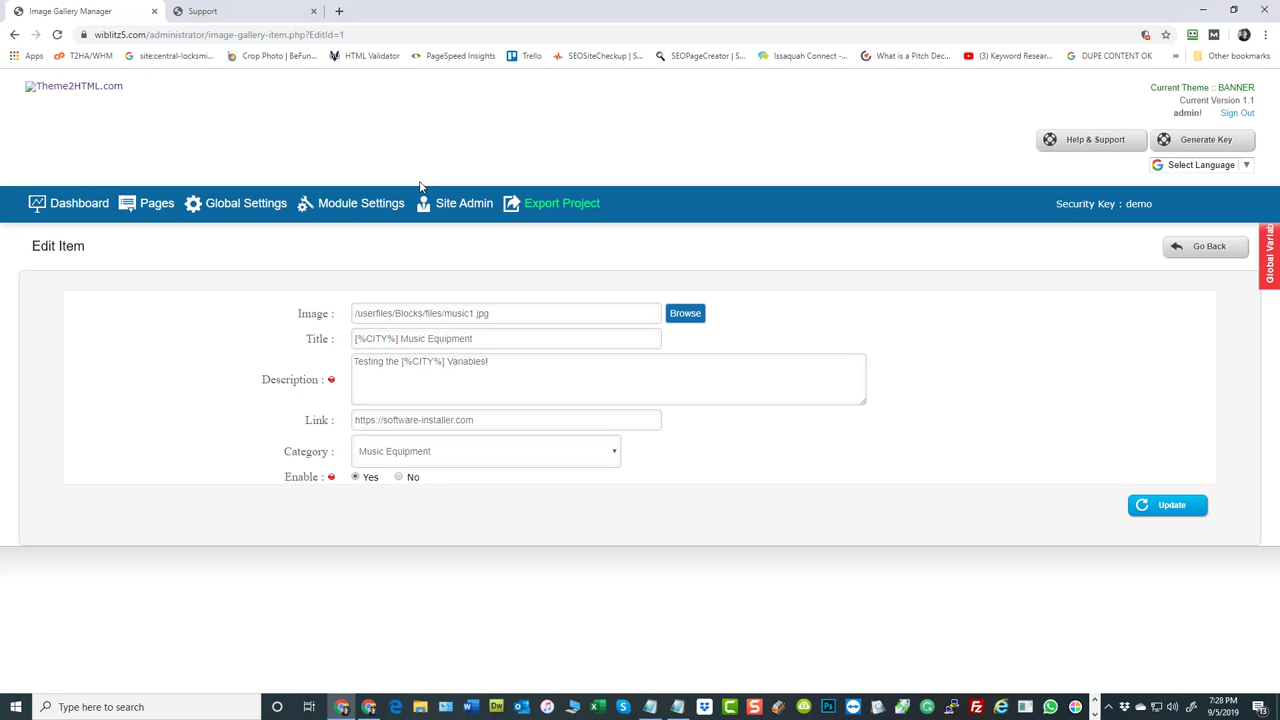 Image Gallery Manager
Support
wiblitz5.com/administrator/image-gallery-item.php?EditId=1
Apps
T2HA/WHM
site:central-locksmi...
Crop Photo | BeFun...
HTML Validator
PageSpeed Insights
Trello
SEOSiteCheckup | S...
SEOPageCreator | S...
Issaquah Connect -...
What is a Pitch Dec...
(3) Keyword Resear...
DUPE CONTENT OK
Other bookmarks
Theme2HTML.com
Current Theme :: BANNER
Current Version 1.1
admin! Sign Out
Help & Support
Generate Key
Select Language
Dashboard
Pages
Global Settings
Module Settings
Site Admin
Export Project
Security Key : demo
Global Variab
Edit Item
Go Back
Image : /userfiles/Blocks/files/music1.jpg Browse
Title : [%CITY%] Music Equipment
Description : Testing the [%CITY%] Variables!
Link : https://software-installer.com
Category : Music Equipment
Enable : Yes No
Update
Type here to search
7:28 PM
9/5/2019